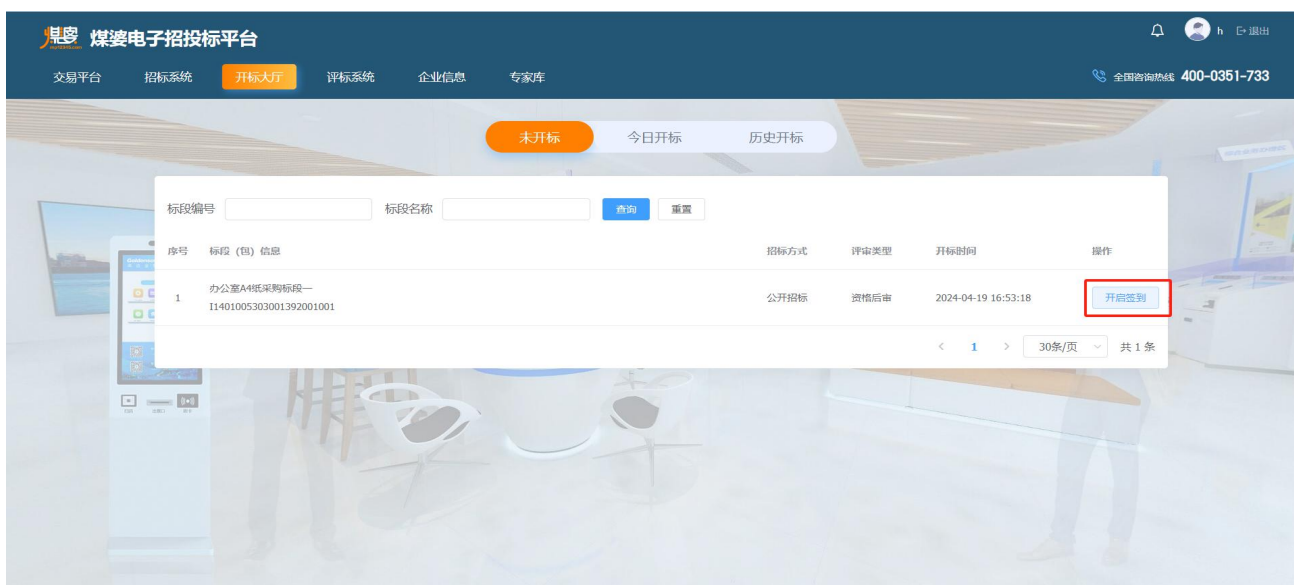 煤婆 煤婆电子招投标平台
h 退出
交易平台 招标系统 开标大厅 评标系统 企业信息 专家库
全国咨询热线 400-0351-733
未开标 今日开标 历史开标
标段编号 标段名称 查询 重置
序号 标段（包）信息 招标方式 评审类型 开标时间 操作
办公室A4纸采购标段一
1 I1401005303001392001001 公开招标 资格后审 2024-04-19 16:53:18 开启签到
< 1 > 30条/页 共 1 条